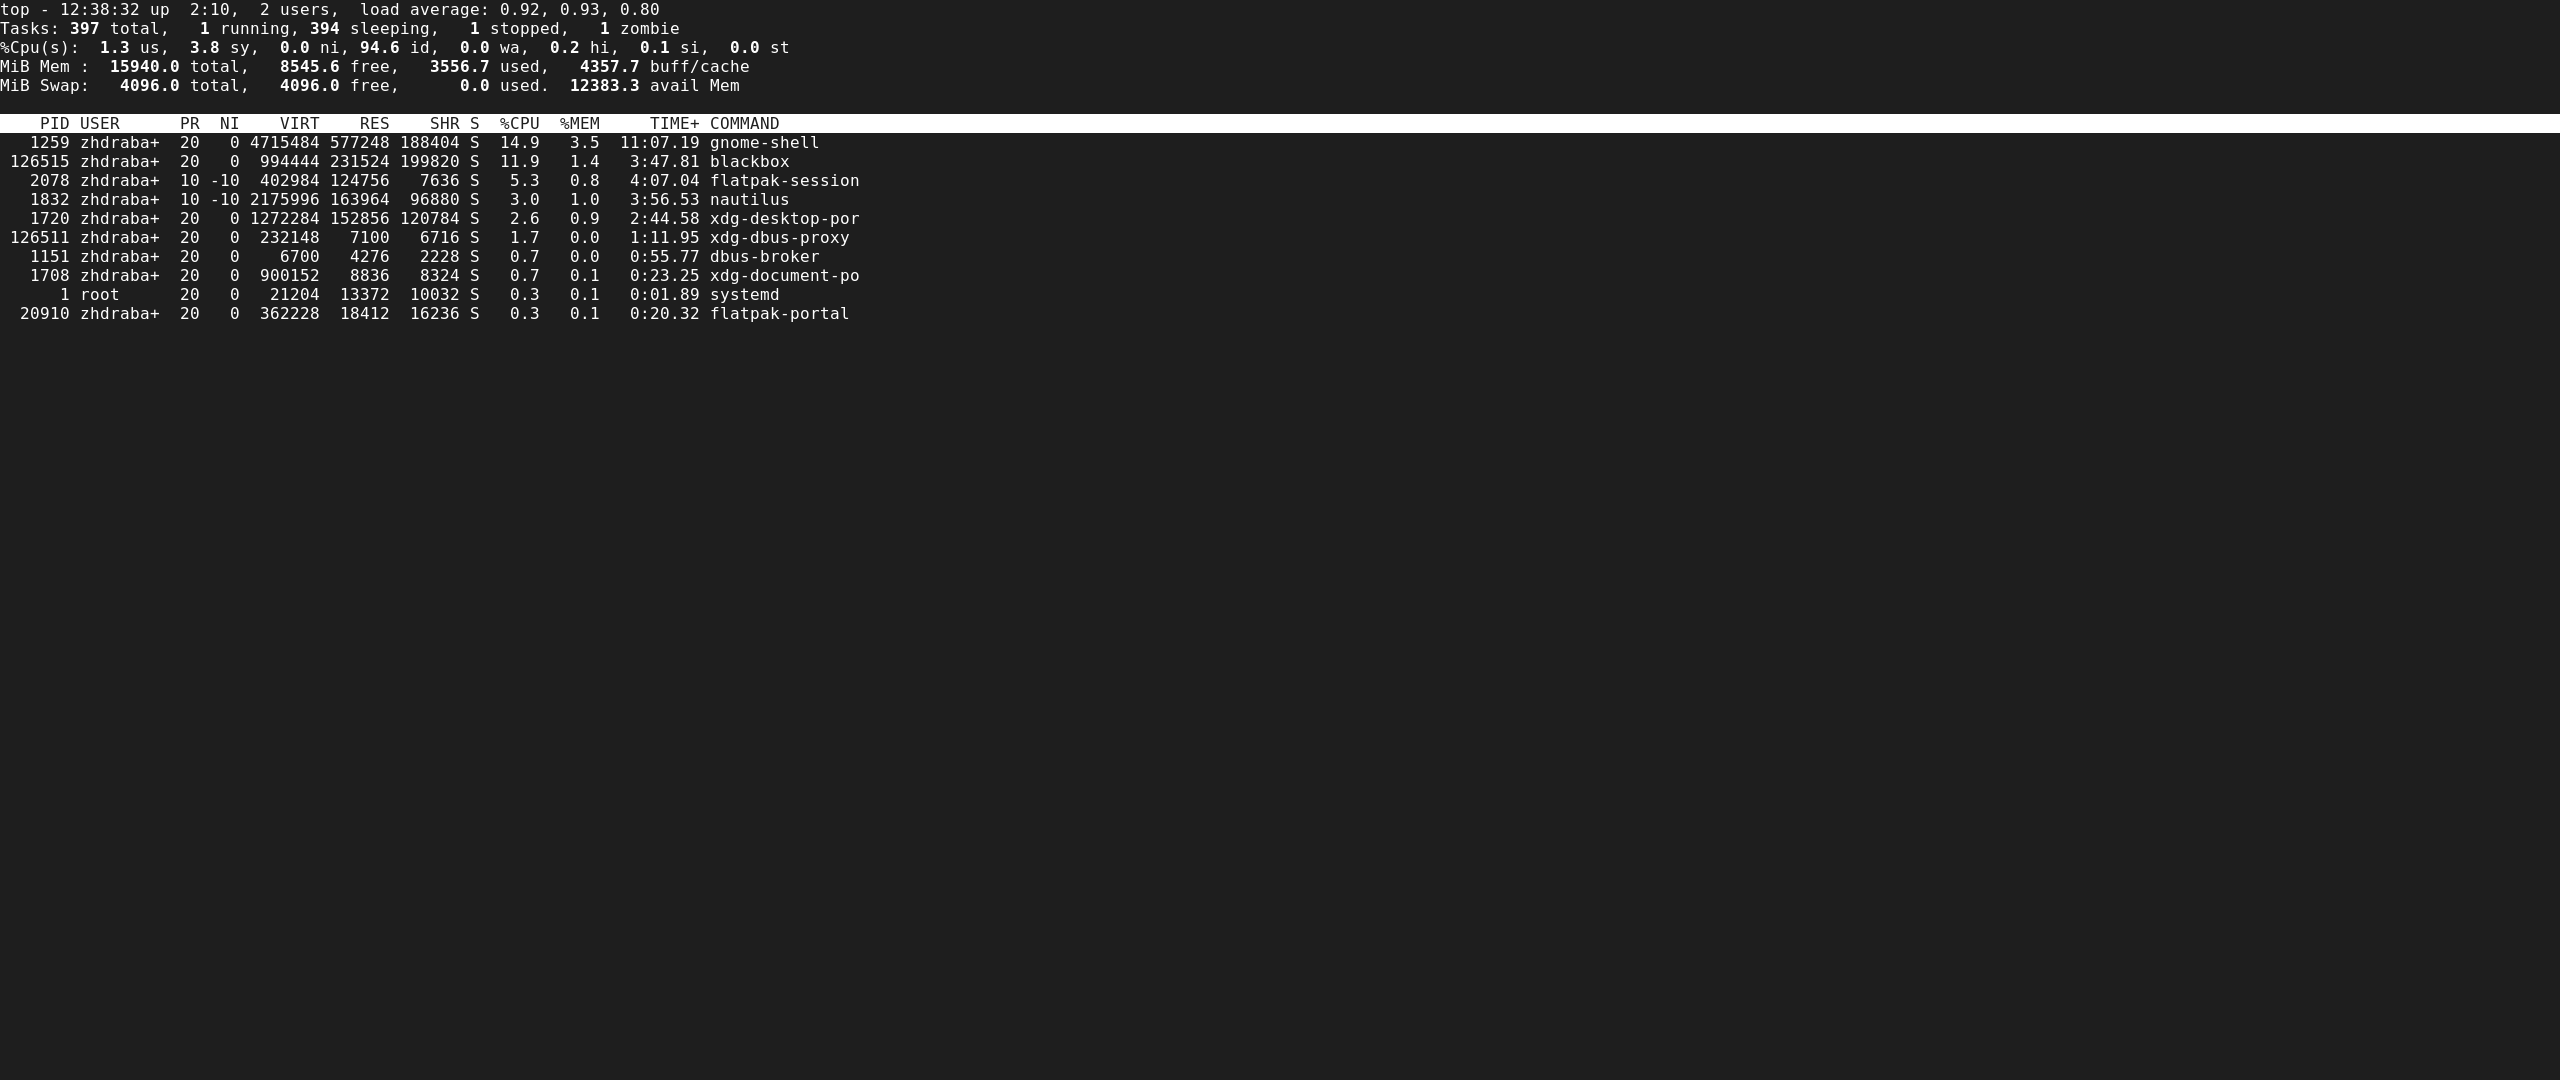 top - 12:38:32 up  2:10,  2 users,  load average: 0.92, 0.93, 0.80
Tasks: 397 total,   1 running, 394 sleeping,   1 stopped,   1 zombie
%Cpu(s):  1.3 us,  3.8 sy,  0.0 ni, 94.6 id,  0.0 wa,  0.2 hi,  0.1 si,  0.0 st
MiB Mem :  15940.0 total,   8545.6 free,   3556.7 used,   4357.7 buff/cache
MiB Swap:   4096.0 total,   4096.0 free,      0.0 used.  12383.3 avail Mem
    PID USER      PR  NI    VIRT    RES    SHR S  %CPU  %MEM     TIME+ COMMAND
   1259 zhdraba+  20   0 4715484 577248 188404 S  14.9   3.5  11:07.19 gnome-shell
 126515 zhdraba+  20   0  994444 231524 199820 S  11.9   1.4   3:47.81 blackbox
   2078 zhdraba+  10 -10  402984 124756   7636 S   5.3   0.8   4:07.04 flatpak-session
   1832 zhdraba+  10 -10 2175996 163964  96880 S   3.0   1.0   3:56.53 nautilus
   1720 zhdraba+  20   0 1272284 152856 120784 S   2.6   0.9   2:44.58 xdg-desktop-por
 126511 zhdraba+  20   0  232148   7100   6716 S   1.7   0.0   1:11.95 xdg-dbus-proxy
   1151 zhdraba+  20   0    6700   4276   2228 S   0.7   0.0   0:55.77 dbus-broker
   1708 zhdraba+  20   0  900152   8836   8324 S   0.7   0.1   0:23.25 xdg-document-po
      1 root      20   0   21204  13372  10032 S   0.3   0.1   0:01.89 systemd
  20910 zhdraba+  20   0  362228  18412  16236 S   0.3   0.1   0:20.32 flatpak-portal